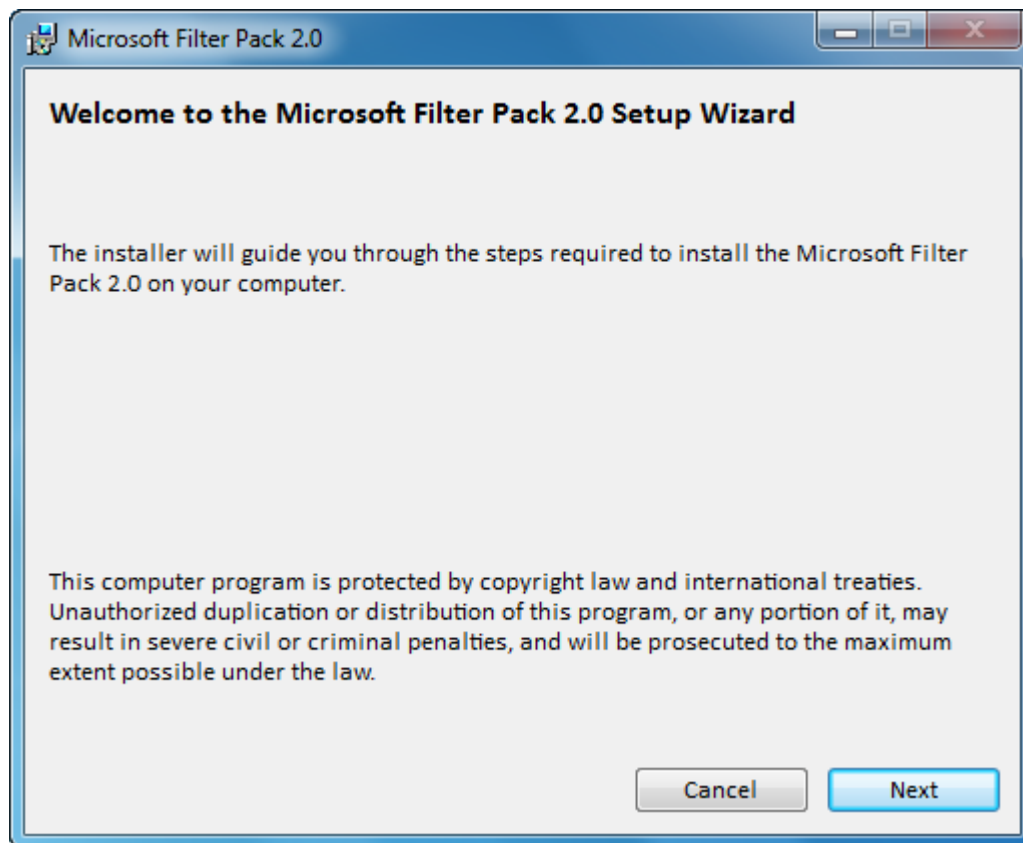 Microsoft Filter Pack 2.0
Welcome to the Microsoft Filter Pack 2.0 Setup Wizard
The installer will guide you through the steps required to install the Microsoft Filter
Pack 2.0 on your computer.
This computer program is protected by copyright law and international treaties.
Unauthorized duplication or distribution of this program, or any portion of it, may
result in severe civil or criminal penalties, and will be prosecuted to the maximum
extent possible under the law.
Cancel Next